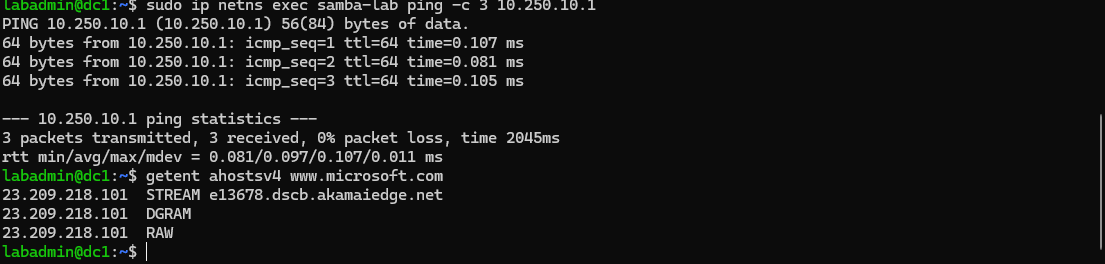 labadmin@dc1:~$ sudo ip netns exec samba-lab ping -c 3 10.250.10.1
PING 10.250.10.1 (10.250.10.1) 56(84) bytes of data.
64 bytes from 10.250.10.1: icmp_seq=1 ttl=64 time=0.107 ms
64 bytes from 10.250.10.1: icmp_seq=2 ttl=64 time=0.081 ms
64 bytes from 10.250.10.1: icmp_seq=3 ttl=64 time=0.105 ms

--- 10.250.10.1 ping statistics ---
3 packets transmitted, 3 received, 0% packet loss, time 2045ms
rtt min/avg/max/mdev = 0.081/0.097/0.107/0.011 ms
labadmin@dc1:~$ getent ahostsv4 www.microsoft.com
23.209.218.101  STREAM e13678.dscb.akamaiedge.net
23.209.218.101  DGRAM
23.209.218.101  RAW
labadmin@dc1:~$